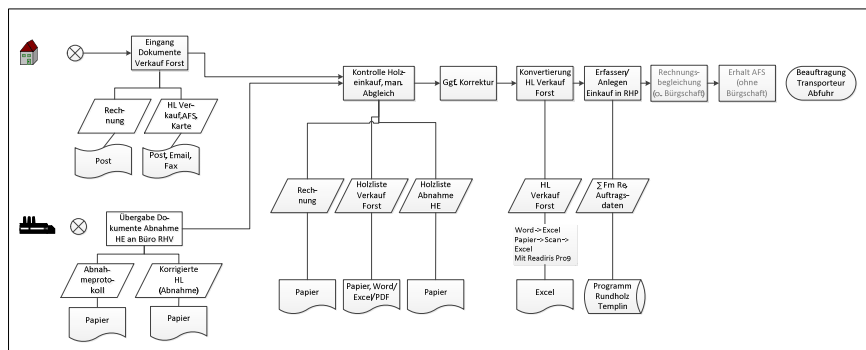 Eingang
Dokumente
Verkauf Forst
Rech-
nung
HL Ver-
kauf,AFS,
Karte
Post
Post, Email,
Fax
Übergabe Do-
kumente Abnahme
HE an Büro RHV
Abnah-
meproto-
koll
Korrigierte
HL
(Abnahme)
Papier
Papier
Kontrolle Holz-
einkauf, man.
Abgleich
Rech-
nung
Holzliste
Verkauf
Forst
Holzliste
Abnahme
HE
Papier
Papier, Word/
Excel/PDF
Papier
Ggf. Korrektur
Konvertierung
HL Verkauf
Forst
HL
Verkauf
Forst
Word -> Excel
Papier -> Scan ->
Excel
Mit Readiris Pro9
Excel
Erfassen/
Anlegen
Einkauf in RHP
∑ Fm Re,
Auftrags-
daten
Programm
Rundholz
Templin
Rechnungs-
begleichung
(o. Bürgschaft)
Erhalt AFS
(ohne
Bürgschaft)
Beauftragung
Transporteur
Abfuhr